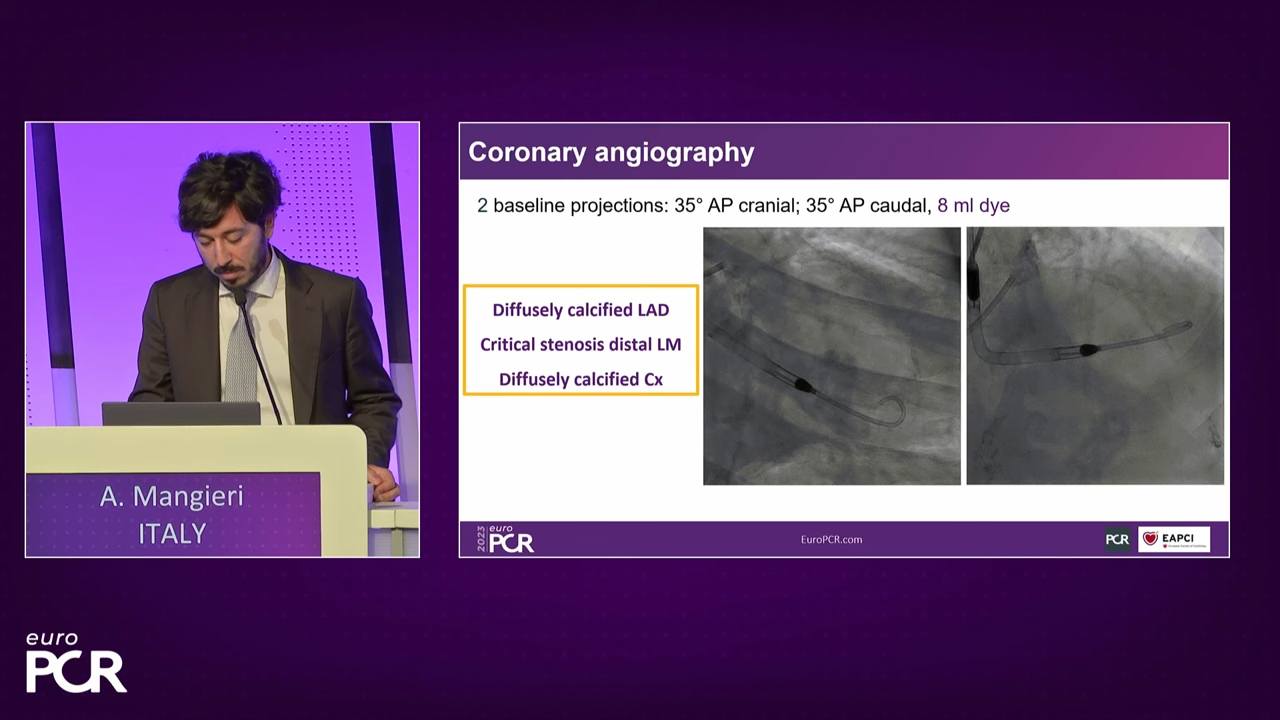 Coronary angiography
2 baseline projections: 35° AP cranial; 35° AP caudal, 8 ml dye
Diffusely calcified LAD
Critical stenosis distal LM
Diffusely calcified Cx
A. Mangieri
ITALY
2023 euro
PCR
EuroPCR.com
PCR
EAPCI
euro
PCR